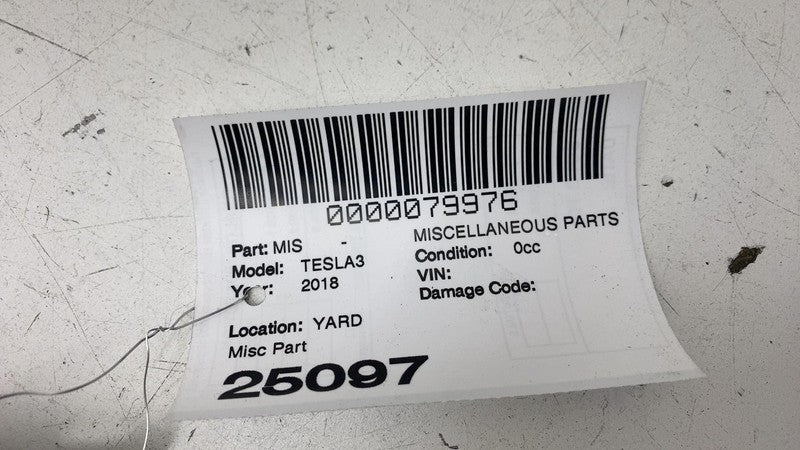 0000079976
Part: MIS - MISCELLANEOUS PARTS
Model: TESLA3 Condition: 0cc
Year: 2018 VIN:
Damage Code:
Location: YARD
Misc Part
25097